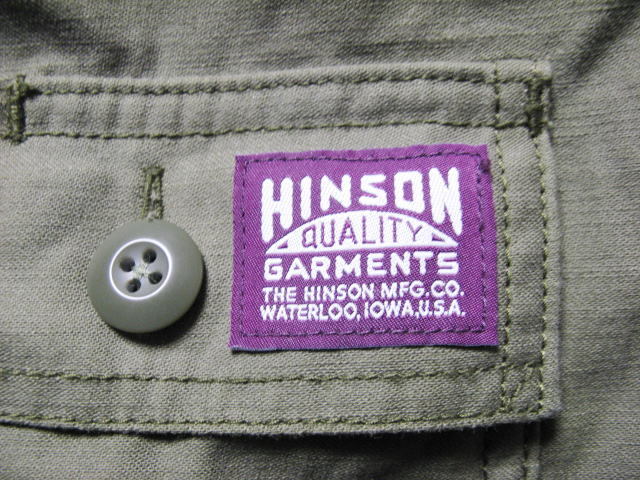 HINSON
QUALITY
GARMENTS
THE HINSON MFG.CO.
WATERLOO, IOWA, U.S.A.